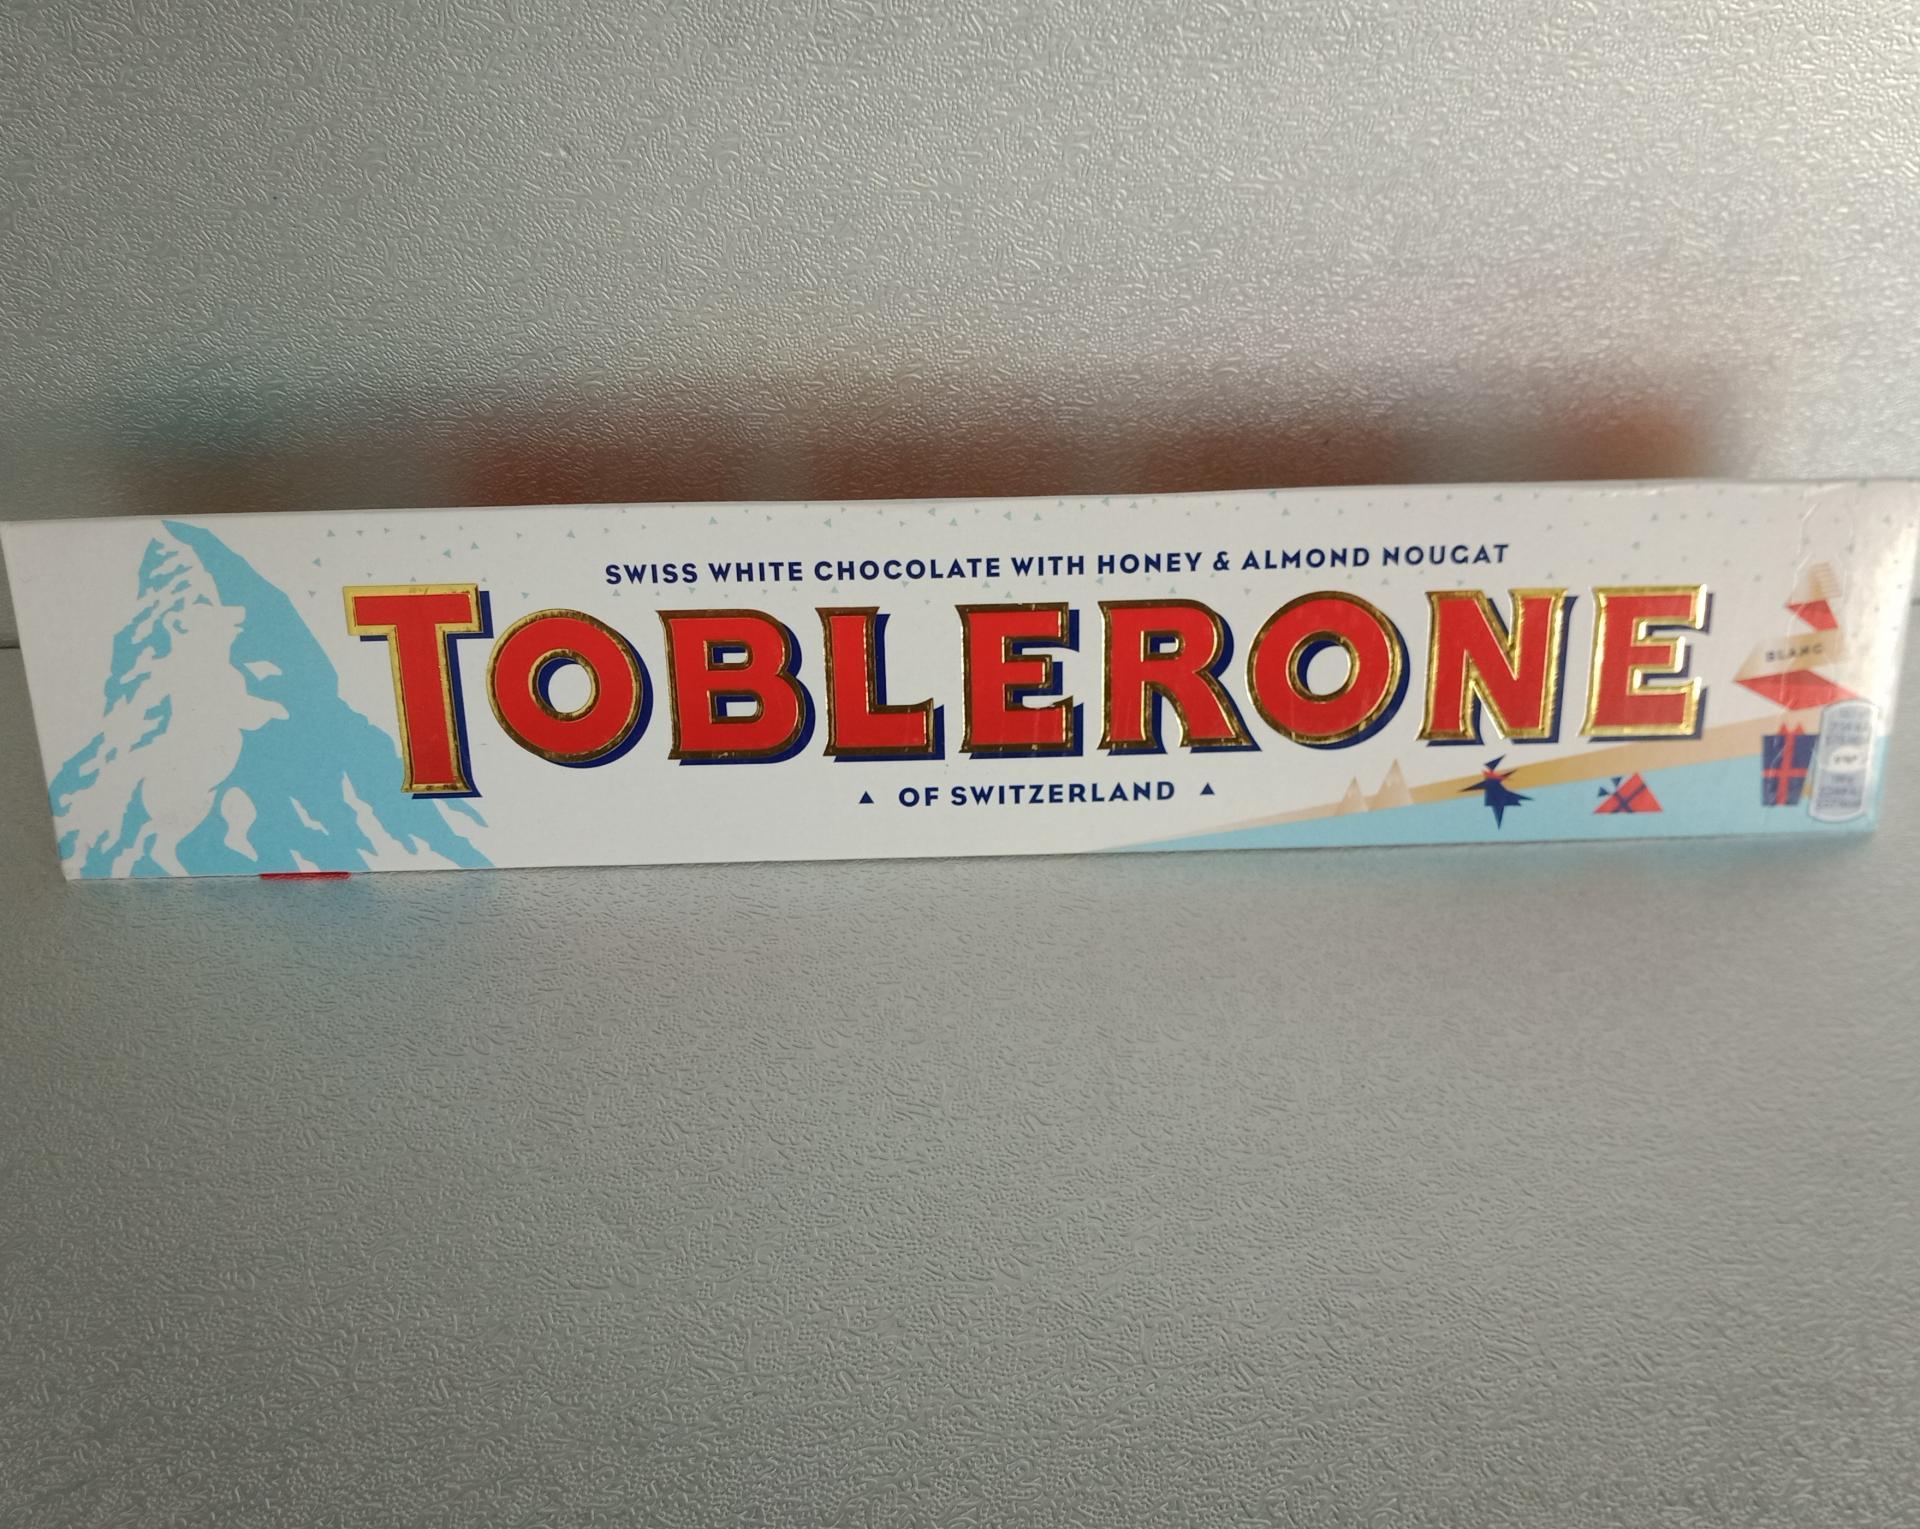 SWISS WHITE CHOCOLATE WITH HONEY & ALMOND NOUGAT
TOBLERONE
OF SWITZERLAND
BLANC